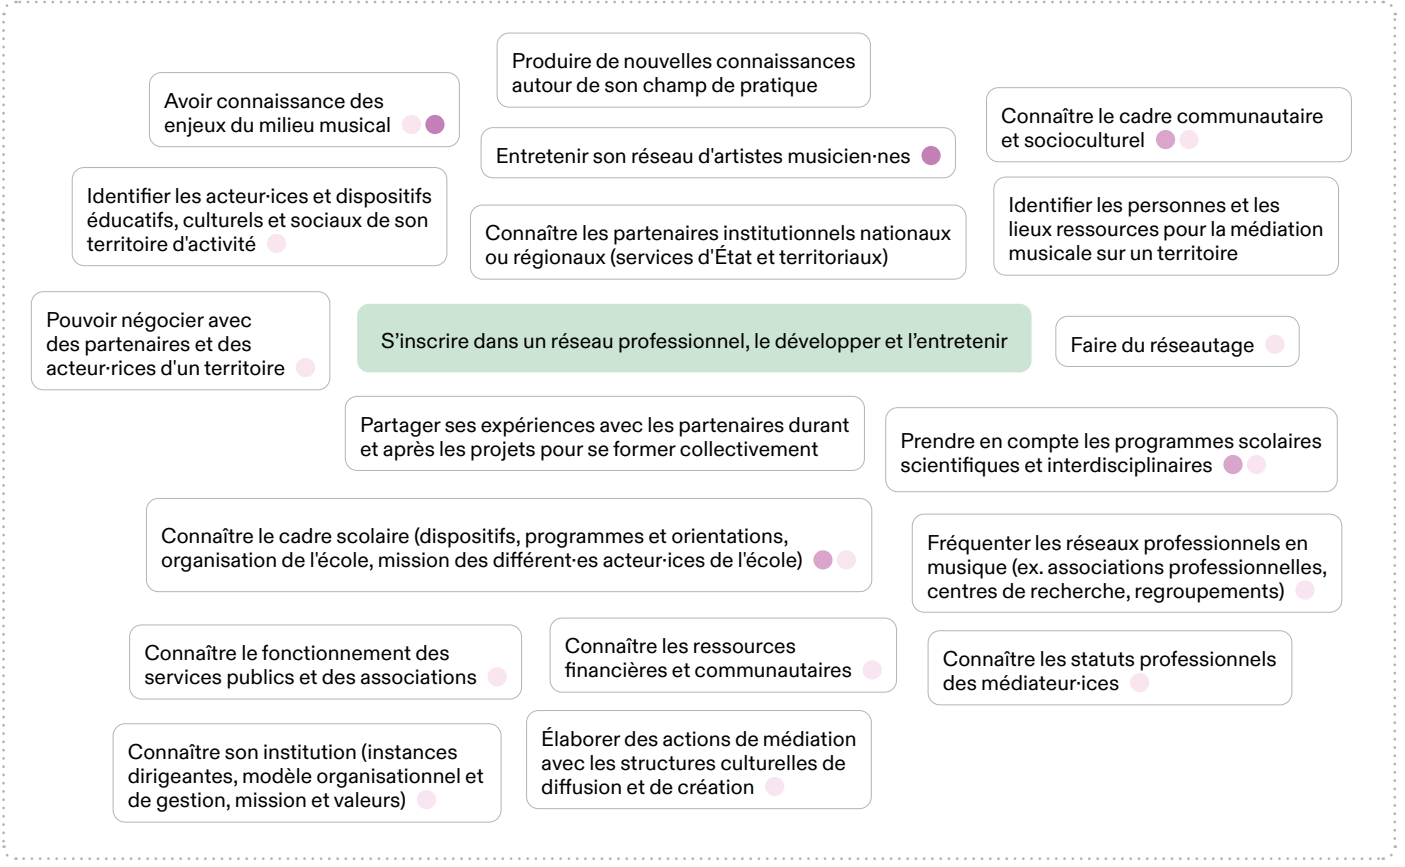 Produire de nouvelles connaissances
autour de son champ de pratique
Avoir connaissance des
enjeux du milieu musical
Connaître le cadre communautaire
et socioculturel
Entretenir son réseau d'artistes musicien·nes
Identifier les acteur·ices et dispositifs
éducatifs, culturels et sociaux de son
territoire d'activité
Connaître les partenaires institutionnels nationaux
ou régionaux (services d'État et territoriaux)
Identifier les personnes et les
lieux ressources pour la médiation
musicale sur un territoire
Pouvoir négocier avec
des partenaires et des
acteur·rices d'un territoire
S’inscrire dans un réseau professionnel, le développer et l’entretenir
Faire du réseautage
Partager ses expériences avec les partenaires durant
et après les projets pour se former collectivement
Prendre en compte les programmes scolaires
scientifiques et interdisciplinaires
Connaître le cadre scolaire (dispositifs, programmes et orientations,
organisation de l'école, mission des différent·es acteur·ices de l'école)
Fréquenter les réseaux professionnels en
musique (ex. associations professionnelles,
centres de recherche, regroupements)
Connaître le fonctionnement des
services publics et des associations
Connaître les ressources
financières et communautaires
Connaître les statuts professionnels
des médiateur·ices
Connaître son institution (instances
dirigeantes, modèle organisationnel et
de gestion, mission et valeurs)
Élaborer des actions de médiation
avec les structures culturelles de
diffusion et de création